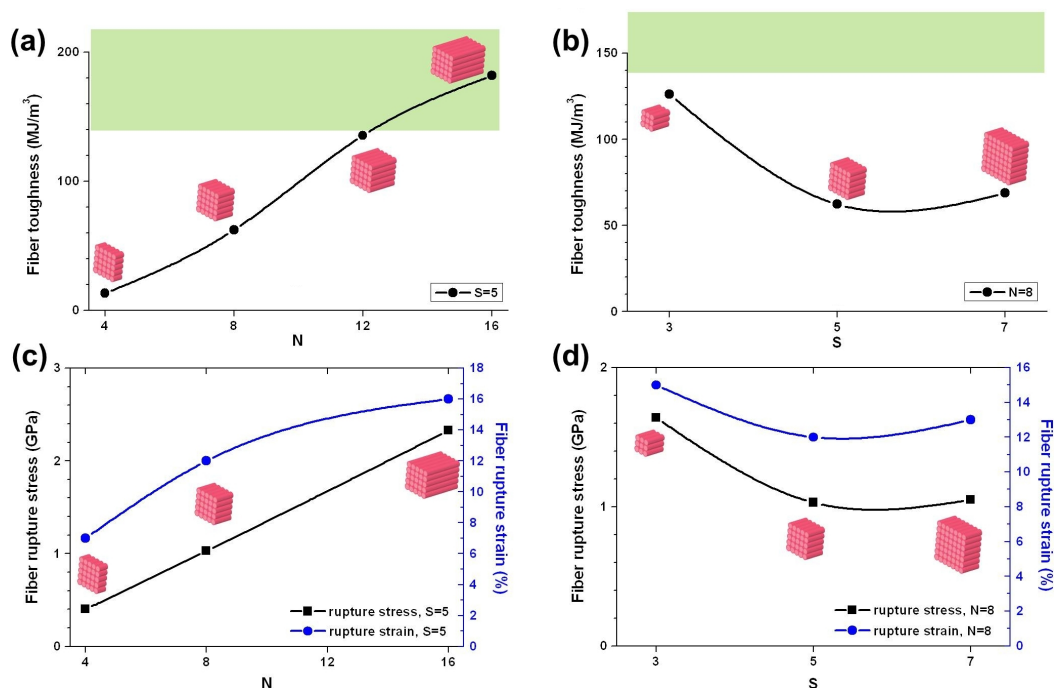 (a)
Fiber toughness (MJ/m³)
200
100
0
4
8
12
16
N
S=5
(b)
Fiber toughness (MJ/m³)
150
100
50
0
3
5
7
S
N=8
(c)
Fiber rupture stress (GPa)
3
2
1
0
4
8
12
16
N
18
16
14
12
10
8
6
4
2
0
Fiber rupture strain (%)
rupture stress, S=5
rupture strain, S=5
(d)
Fiber rupture stress (GPa)
2
1
0
3
5
7
S
16
14
12
10
8
6
4
2
0
Fiber rupture strain (%)
rupture stress, N=8
rupture strain, N=8